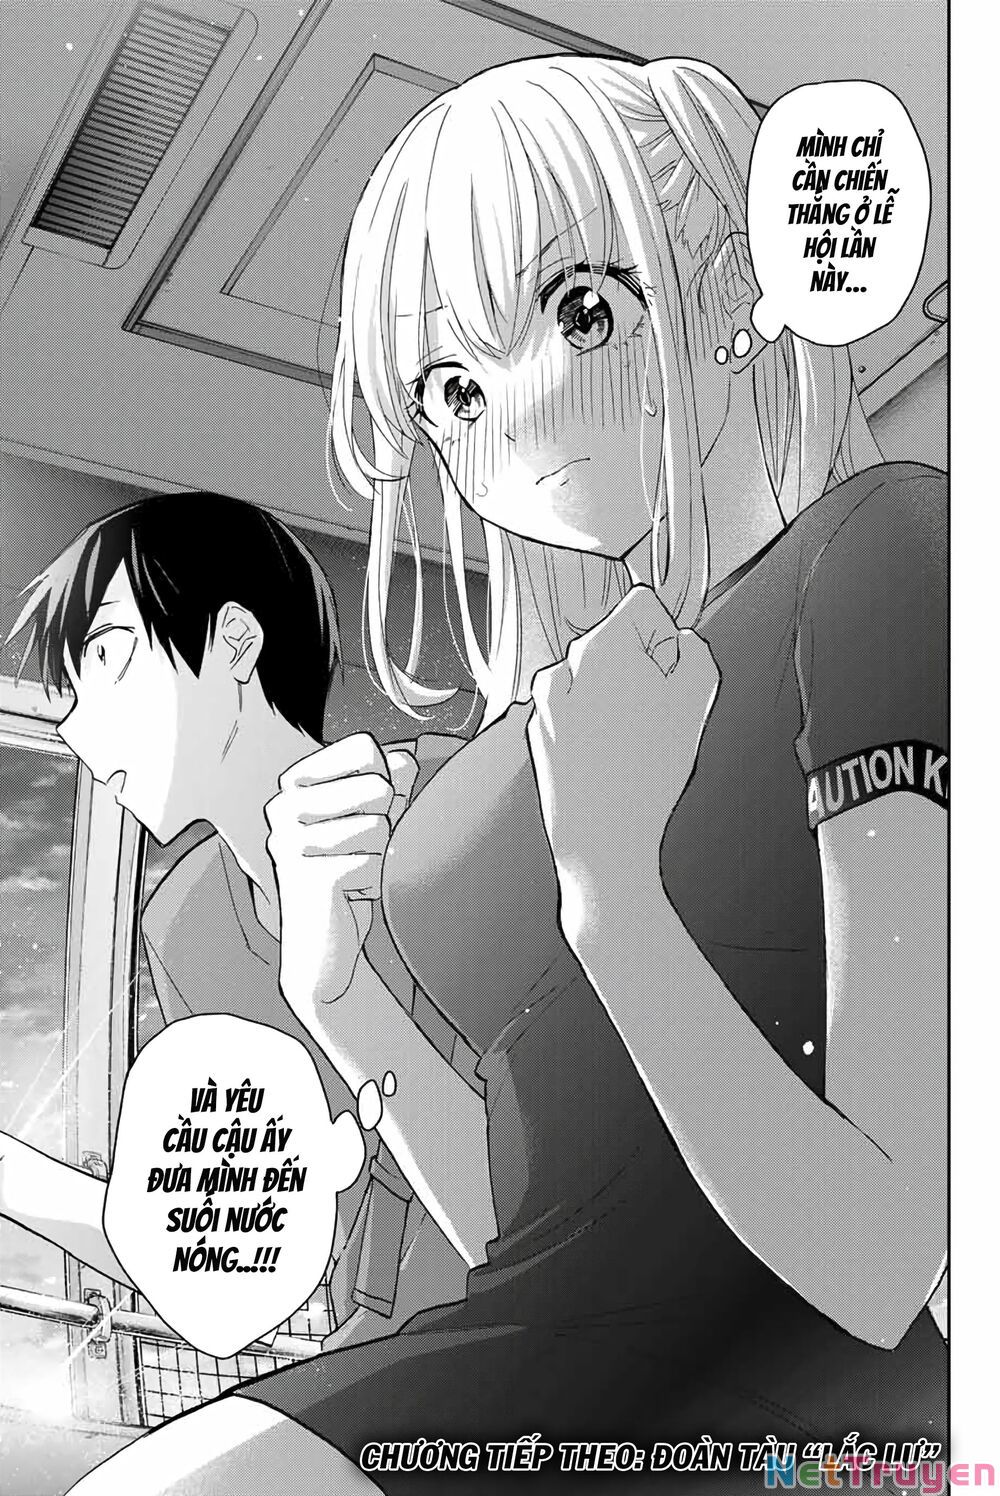 MÌNH CHỈ
CẦN CHIẾN
THẮNG Ở LỄ
HỘI LẦN
NÀY...
AUTION K
VÀ YÊU
CẦU CẬU ẤY
ĐƯA MÌNH ĐẾN
SUỐI NƯỚC
NÓNG..!!!
CHƯƠNG TIẾP THEO: ĐOÀN TÀU “LẮC LƯ”
NetTruyen